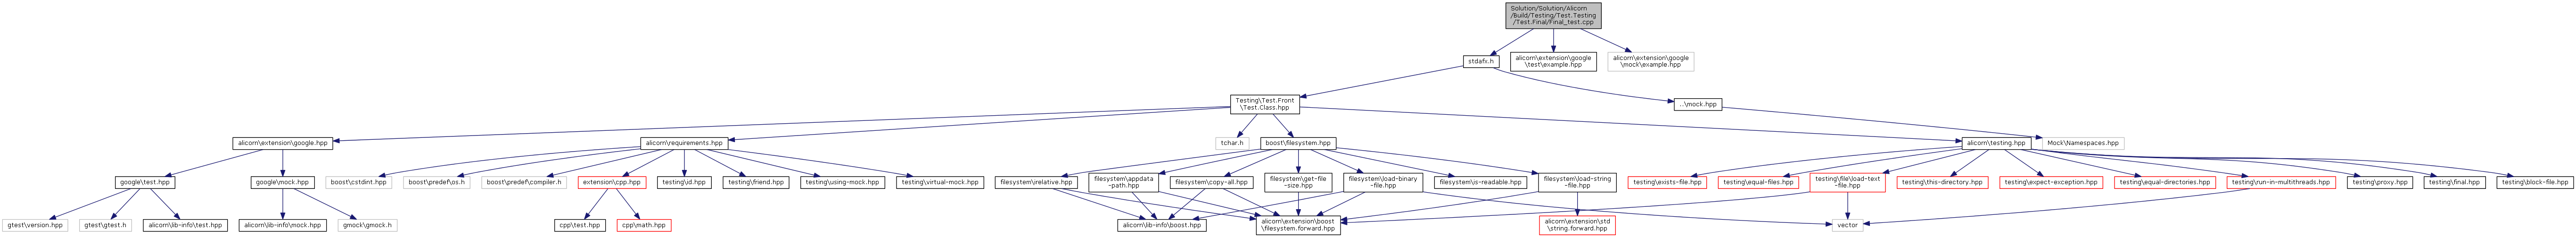 Solution/Solution/Alicorn
/Build/Testing/Test.Testing
/Test.Final/Final_test.cpp
stdafx.h
alicorn\extension\google
\test\example.hpp
alicorn\extension\google
\mock\example.hpp
Testing\Test.Front
\Test.Class.hpp
..\mock.hpp
alicorn\extension\google.hpp
alicorn\requirements.hpp
tchar.h
boost\filesystem.hpp
alicorn\testing.hpp
Mock\Namespaces.hpp
google\test.hpp
google\mock.hpp
boost\cstdint.hpp
boost\predef\os.h
boost\predef\compiler.h
extension\cpp.hpp
testing\id.hpp
testing\friend.hpp
testing\using-mock.hpp
testing\virtual-mock.hpp
filesystem\relative.hpp
filesystem\appdata
-path.hpp
filesystem\copy-all.hpp
filesystem\get-file
-size.hpp
filesystem\load-binary
-file.hpp
filesystem\is-readable.hpp
filesystem\load-string
-file.hpp
testing\exists-file.hpp
testing\equal-files.hpp
testing\file\load-text
-file.hpp
testing\this-directory.hpp
testing\expect-exception.hpp
testing\equal-directories.hpp
testing\run-in-multithreads.hpp
testing\proxy.hpp
testing\final.hpp
testing\block-file.hpp
gtest\version.hpp
gtest\gtest.h
alicorn\lib-info\test.hpp
alicorn\lib-info\mock.hpp
gmock\gmock.h
cpp\test.hpp
cpp\math.hpp
alicorn\lib-info\boost.hpp
alicorn\extension\boost
\filesystem.forward.hpp
alicorn\extension\std
\string.forward.hpp
vector